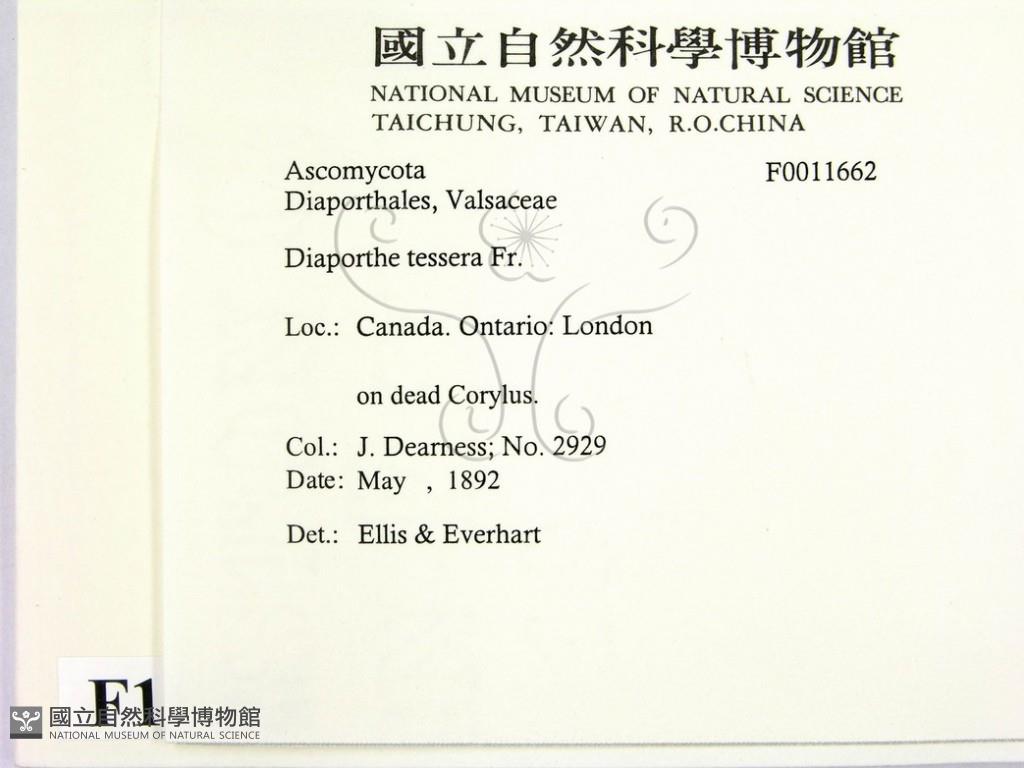 國立自然科學博物館
NATIONAL MUSEUM OF NATURAL SCIENCE
TAICHUNG, TAIWAN, R.O.CHINA
Ascomycota F0011662
Diaporthales, Valsaceae
Diaporthe tessera Fr.
Loc.: Canada. Ontario: London
on dead Corylus.
Col.: J. Dearness; No. 2929
Date: May , 1892
Det.: Ellis & Everhart
F1
國立自然科學博物館
NATIONAL MUSEUM OF NATURAL SCIENCE